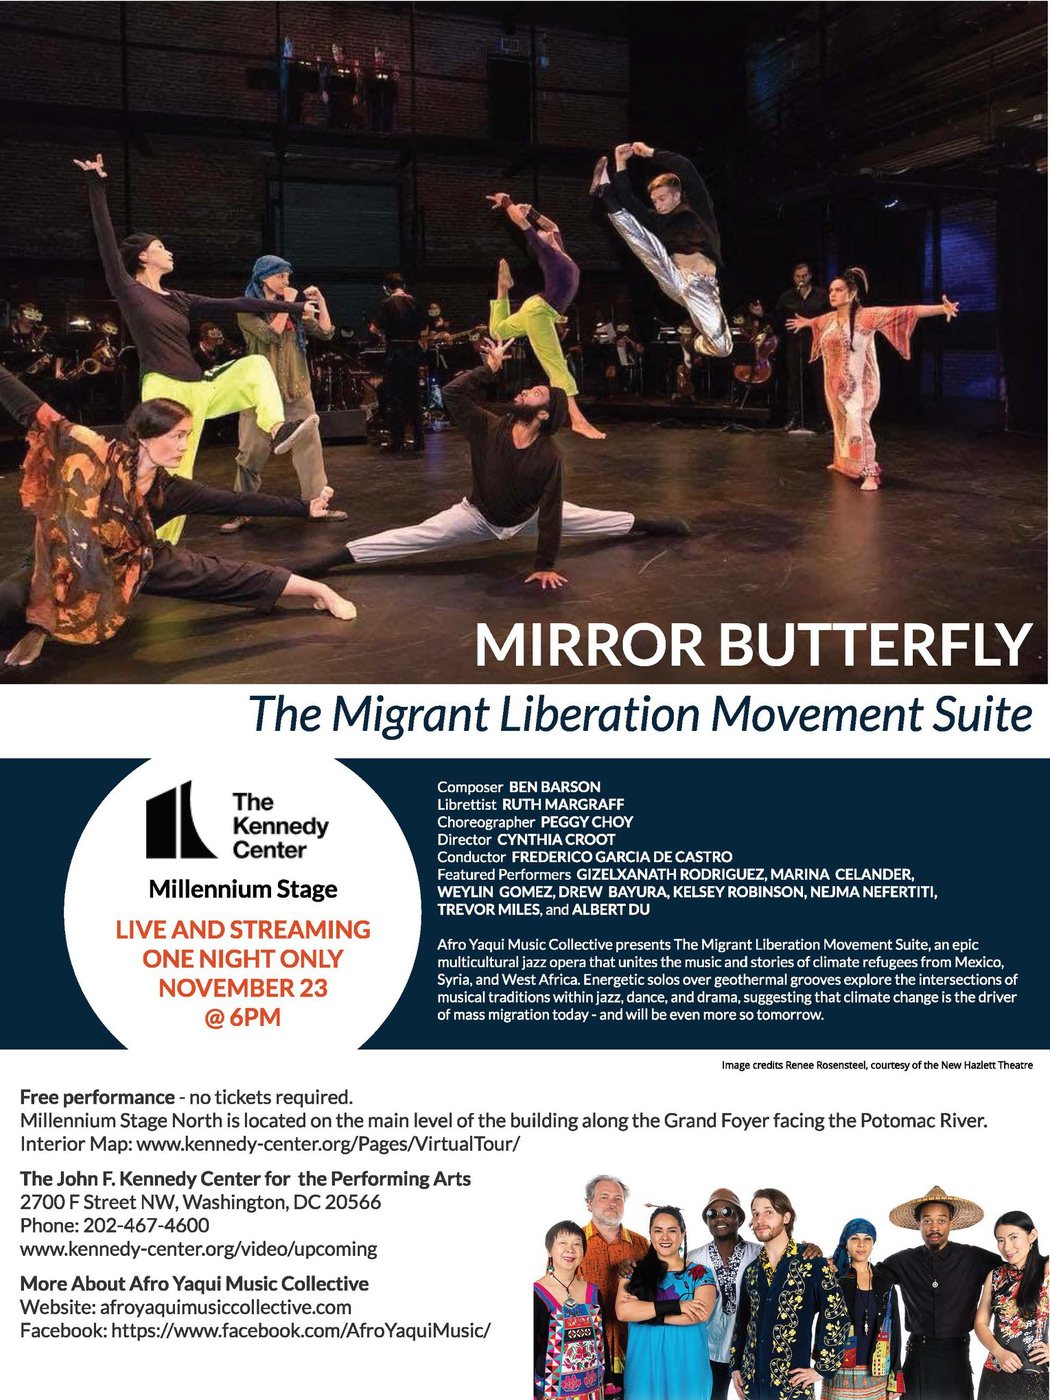 MIRROR BUTTERFLY
The Migrant Liberation Movement Suite
The
Kennedy
Center
Millennium Stage
LIVE AND STREAMING
ONE NIGHT ONLY
NOVEMBER 23
@ 6PM
Composer BEN BARSON
Librettist RUTH MARGRAFF
Choreographer PEGGY CHOY
Director CYNTHIA CROOT
Conductor FREDERICO GARCIA DE CASTRO
Featured Performers GIZELXANATH RODRIGUEZ, MARINA CELANDER,
WEYLIN GOMEZ, DREW BAYURA, KELSEY ROBINSON, NEJMA NEFERTITI,
TREVOR MILES, and ALBERT DU
Afro Yaqui Music Collective presents The Migrant Liberation Movement Suite, an epic
multicultural jazz opera that unites the music and stories of climate refugees from Mexico,
Syria, and West Africa. Energetic solos over geothermal grooves explore the intersections of
musical traditions within jazz, dance, and drama, suggesting that climate change is the driver
of mass migration today - and will be even more so tomorrow.
Image credits Renee Rosensteel, courtesy of the New Hazlett Theatre
Free performance - no tickets required.
Millennium Stage North is located on the main level of the building along the Grand Foyer facing the Potomac River.
Interior Map: www.kennedy-center.org/Pages/VirtualTour/
The John F. Kennedy Center for the Performing Arts
2700 F Street NW, Washington, DC 20566
Phone: 202-467-4600
www.kennedy-center.org/video/upcoming
More About Afro Yaqui Music Collective
Website: afroyaquimusiccollective.com
Facebook: https://www.facebook.com/AfroYaquiMusic/